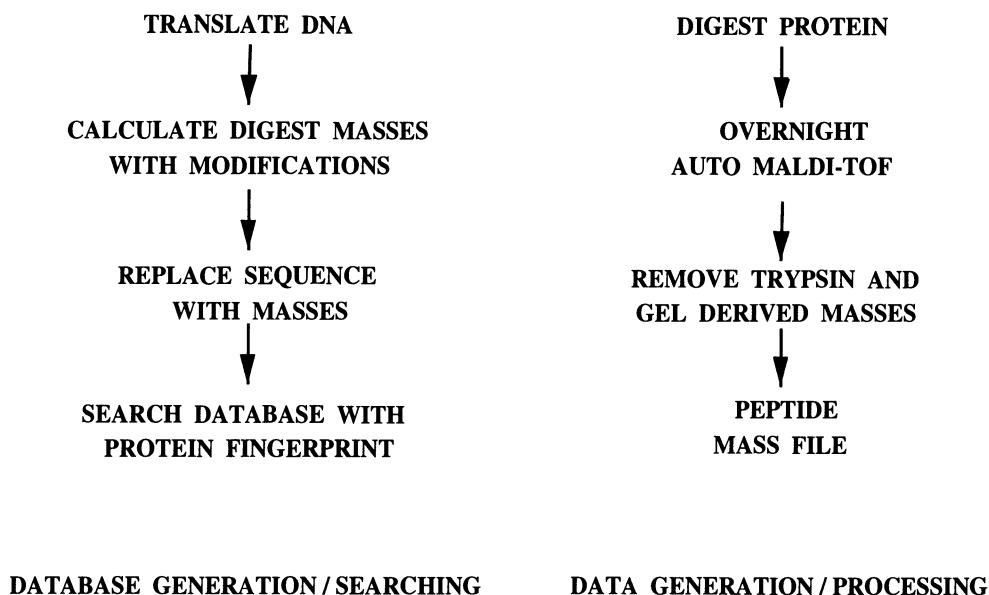 TRANSLATE DNA
CALCULATE DIGEST MASSES
WITH MODIFICATIONS
REPLACE SEQUENCE
WITH MASSES
SEARCH DATABASE WITH
PROTEIN FINGERPRINT
DATABASE GENERATION / SEARCHING
DIGEST PROTEIN
OVERNIGHT
AUTO MALDI-TOF
REMOVE TRYPSIN AND
GEL DERIVED MASSES
PEPTIDE
MASS FILE
DATA GENERATION / PROCESSING